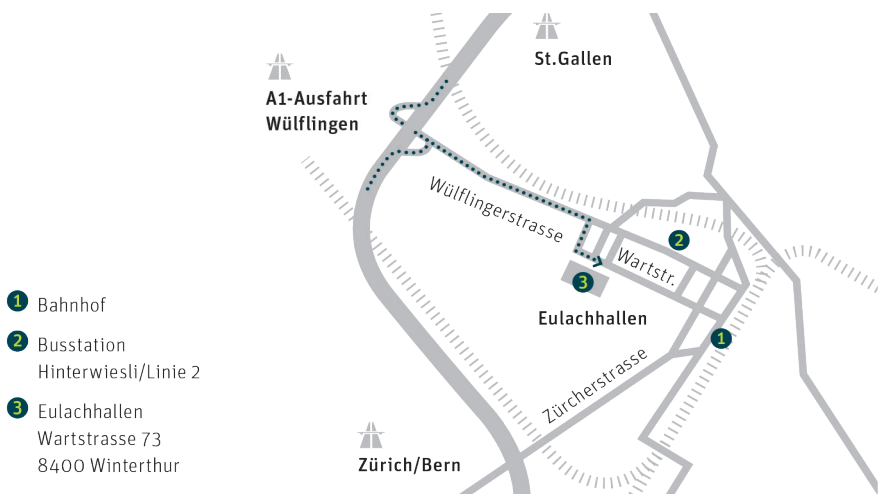 St.Gallen
A1-Ausfahrt
Wülflingen
Wülflingerstrasse
2
Wartstr.
3
Eulachhallen
1
Zürcherstrasse
Zürich/Bern
1 Bahnhof
2 Busstation
Hinterwiesli/Linie 2
3 Eulachhallen
Wartstrasse 73
8400 Winterthur